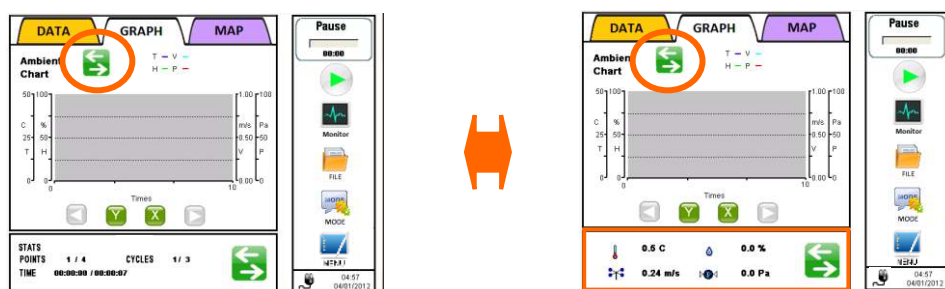 DATA GRAPH MAP
Ambient
Chart
T V
H P
50 100 1.00 100
C % m/s Pa
25 50 0.50 50
T H V P
0 0 0.00 0
0 10
Times
Y X
STATS
POINTS 1 / 4 CYCLES 1/ 3
TIME 00:00:00 /00:00:07
Pause
00:00
Monitor
FILE
MODE
MODE
MENU
04:57
04/01/2012
DATA GRAPH MAP
Ambient
Chart
T V
H P
50 100 1.00 100
C % m/s Pa
25 50 0.50 50
T H V P
0 0 0.00 0
0 10
Times
Y X
0.5 C 0.0 %
0.24 m/s P 0.0 Pa
Pause
00:00
Monitor
FILE
MODE
MODE
MENU
04:57
04/01/2012